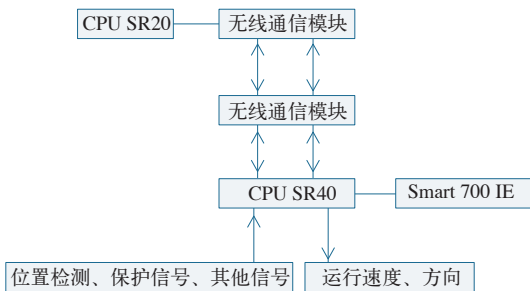 CPU SR20
无线通信模块
无线通信模块
CPU SR40
Smart 700 IE
位置检测、保护信号、其他信号
运行速度、方向